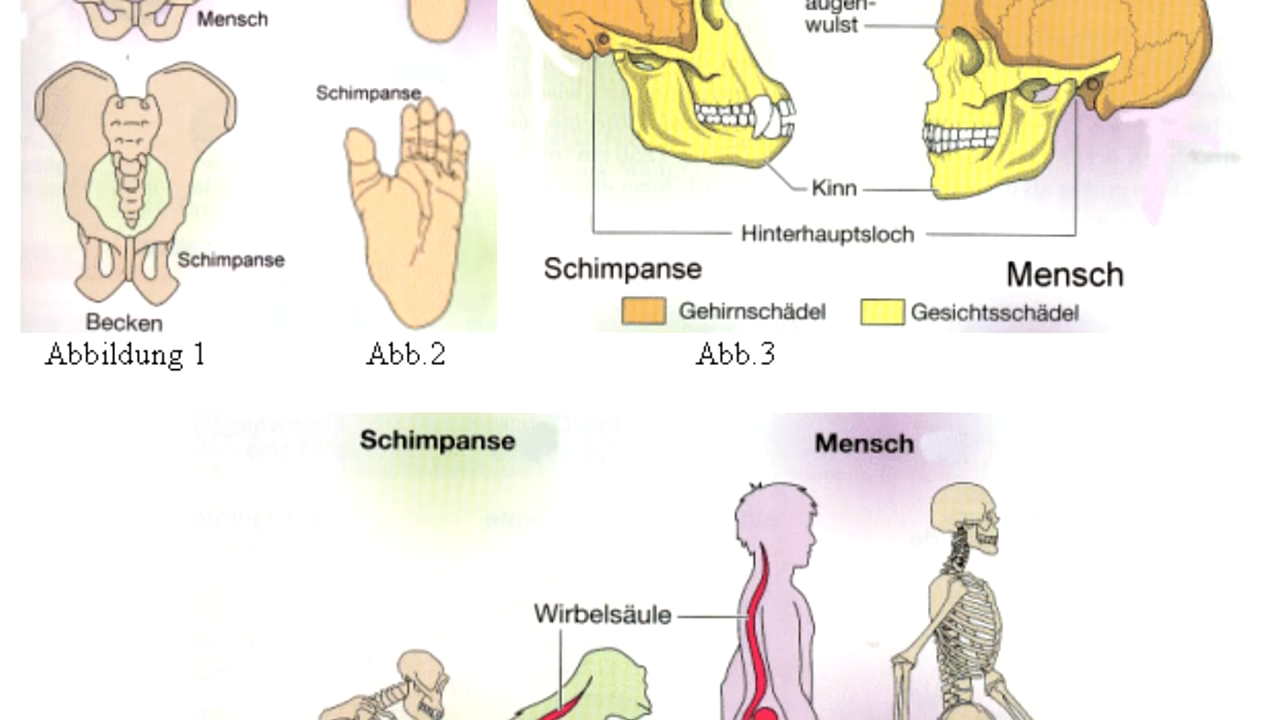 Mensch
augen-
wulst
Schimpanse
Kinn
Hinterhauptsloch
Schimpanse
Schimpanse
Mensch
Gehirnschädel
Gesichtsschädel
Becken
Abbildung 1
Abb.2
Abb.3
Schimpanse
Mensch
Wirbelsäule